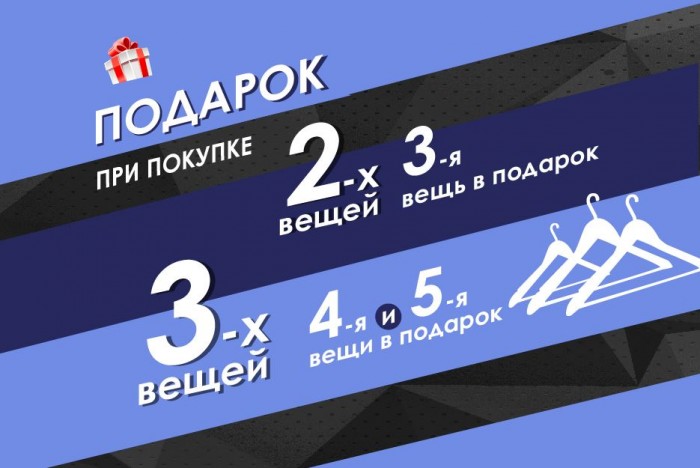 ПОДАРОК
ПРИ ПОКУПКЕ
2-х
вещей
3-я
вещь в подарок
3-х
вещей
4-я и 5-я
вещи в подарок